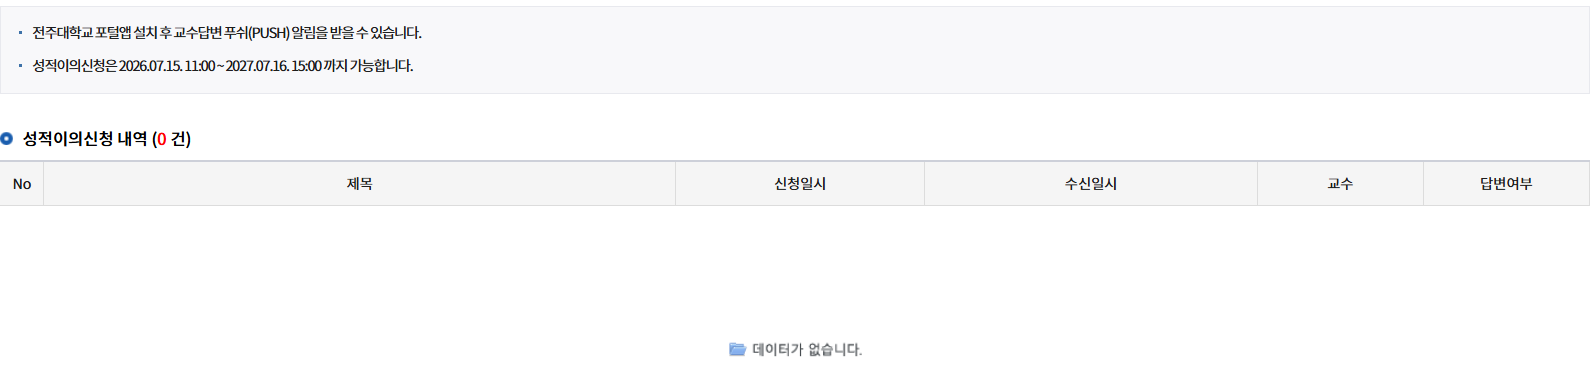 전주대학교 포털앱 설치 후 교수답변 푸쉬(PUSH) 알림을 받을 수 있습니다.
성적이의신청은 2026.07.15. 11:00 ~ 2027.07.16. 15:00 까지 가능합니다.
성적이의신청 내역 (0 건)
No 제목 신청일시 수신일시 교수 답변여부
데이터가 없습니다.